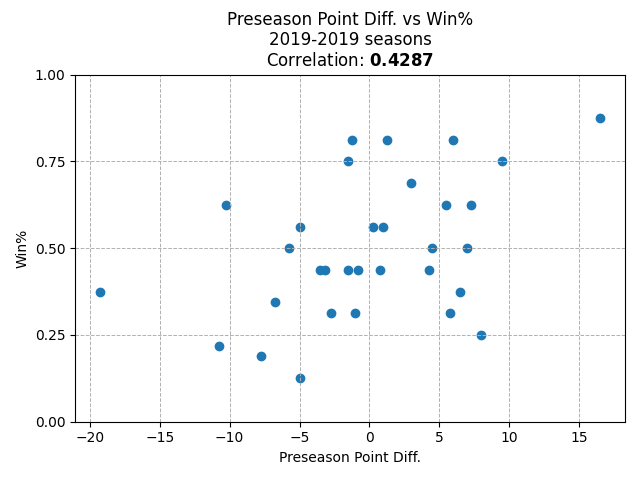 Preseason Point Diff. vs Win%
2019-2019 seasons
Correlation: 0.4287
1.00
0.75
0.50
0.25
0.00
Win%
−20
−15
−10
−5
0
5
10
15
Preseason Point Diff.